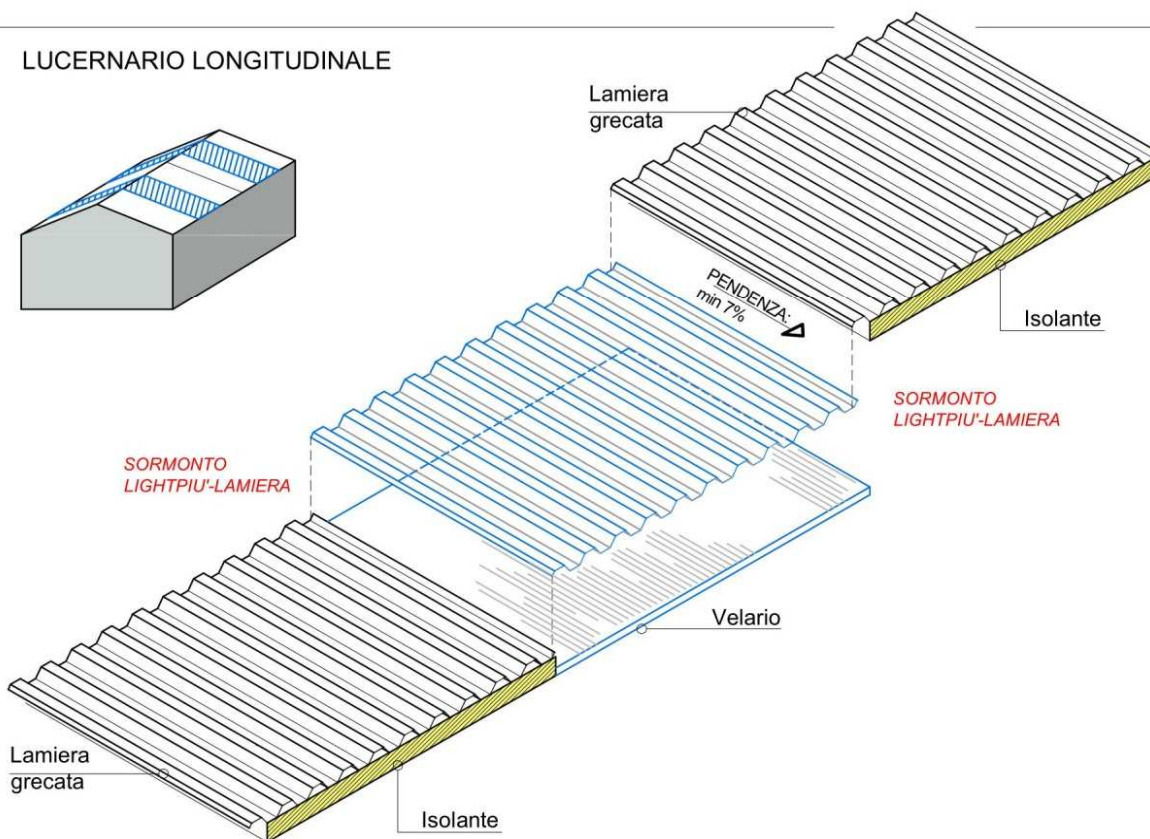 LUCERNARIO LONGITUDINALE
Lamiera
grecata
PENDENZA:
min 7%
Isolante
SORMONTO
LIGHTPIU'-LAMIERA
SORMONTO
LIGHTPIU'-LAMIERA
Velario
Lamiera
grecata
Isolante